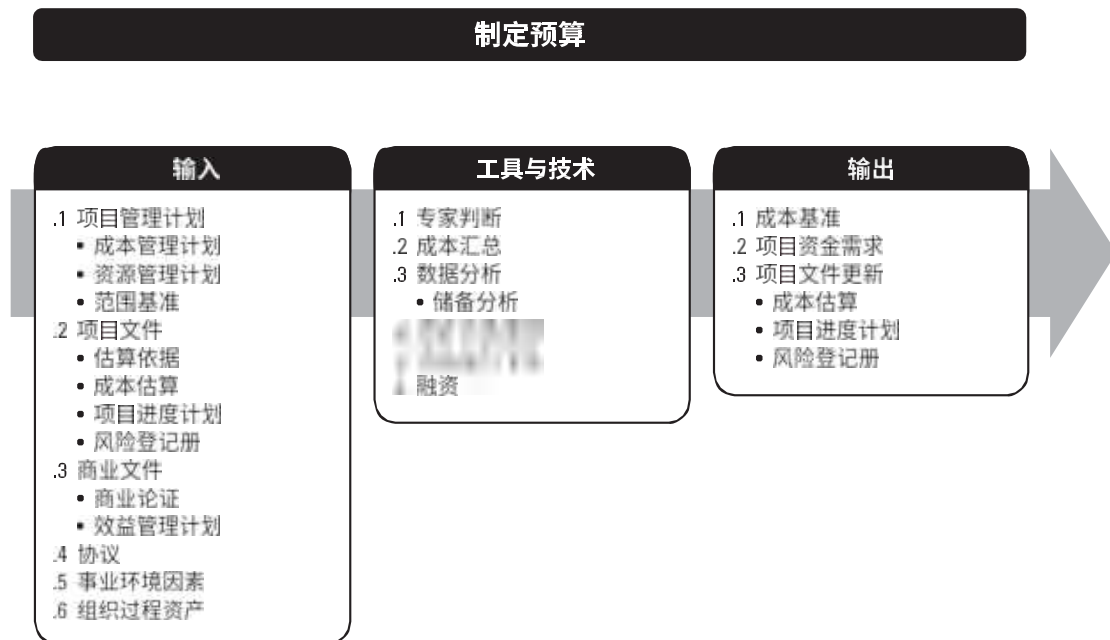 制定预算
输入
.1 项目管理计划
• 成本管理计划
• 资源管理计划
• 范围基准
.2 项目文件
• 估算依据
• 成本估算
• 项目进度计划
• 风险登记册
.3 商业文件
• 商业论证
• 效益管理计划
.4 协议
.5 事业环境因素
.6 组织过程资产
工具与技术
.1 专家判断
.2 成本汇总
.3 数据分析
• 储备分析
融资
输出
.1 成本基准
.2 项目资金需求
.3 项目文件更新
• 成本估算
• 项目进度计划
• 风险登记册